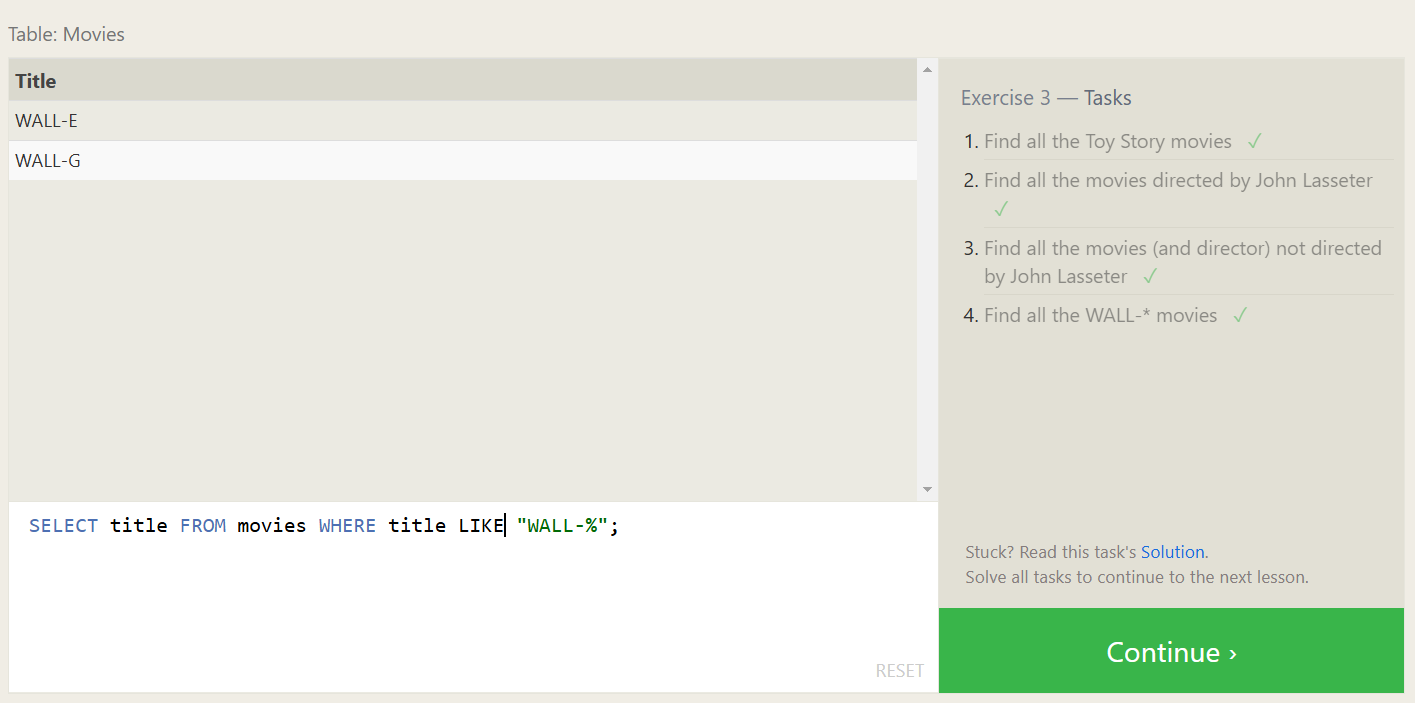 Table: Movies
Title
WALL-E
WALL-G
SELECT title FROM movies WHERE title LIKE "WALL-%";
RESET
Exercise 3 — Tasks
1. Find all the Toy Story movies ✓
2. Find all the movies directed by John Lasseter
✓
3. Find all the movies (and director) not directed
by John Lasseter ✓
4. Find all the WALL-* movies ✓
Stuck? Read this task's Solution.
Solve all tasks to continue to the next lesson.
Continue ›